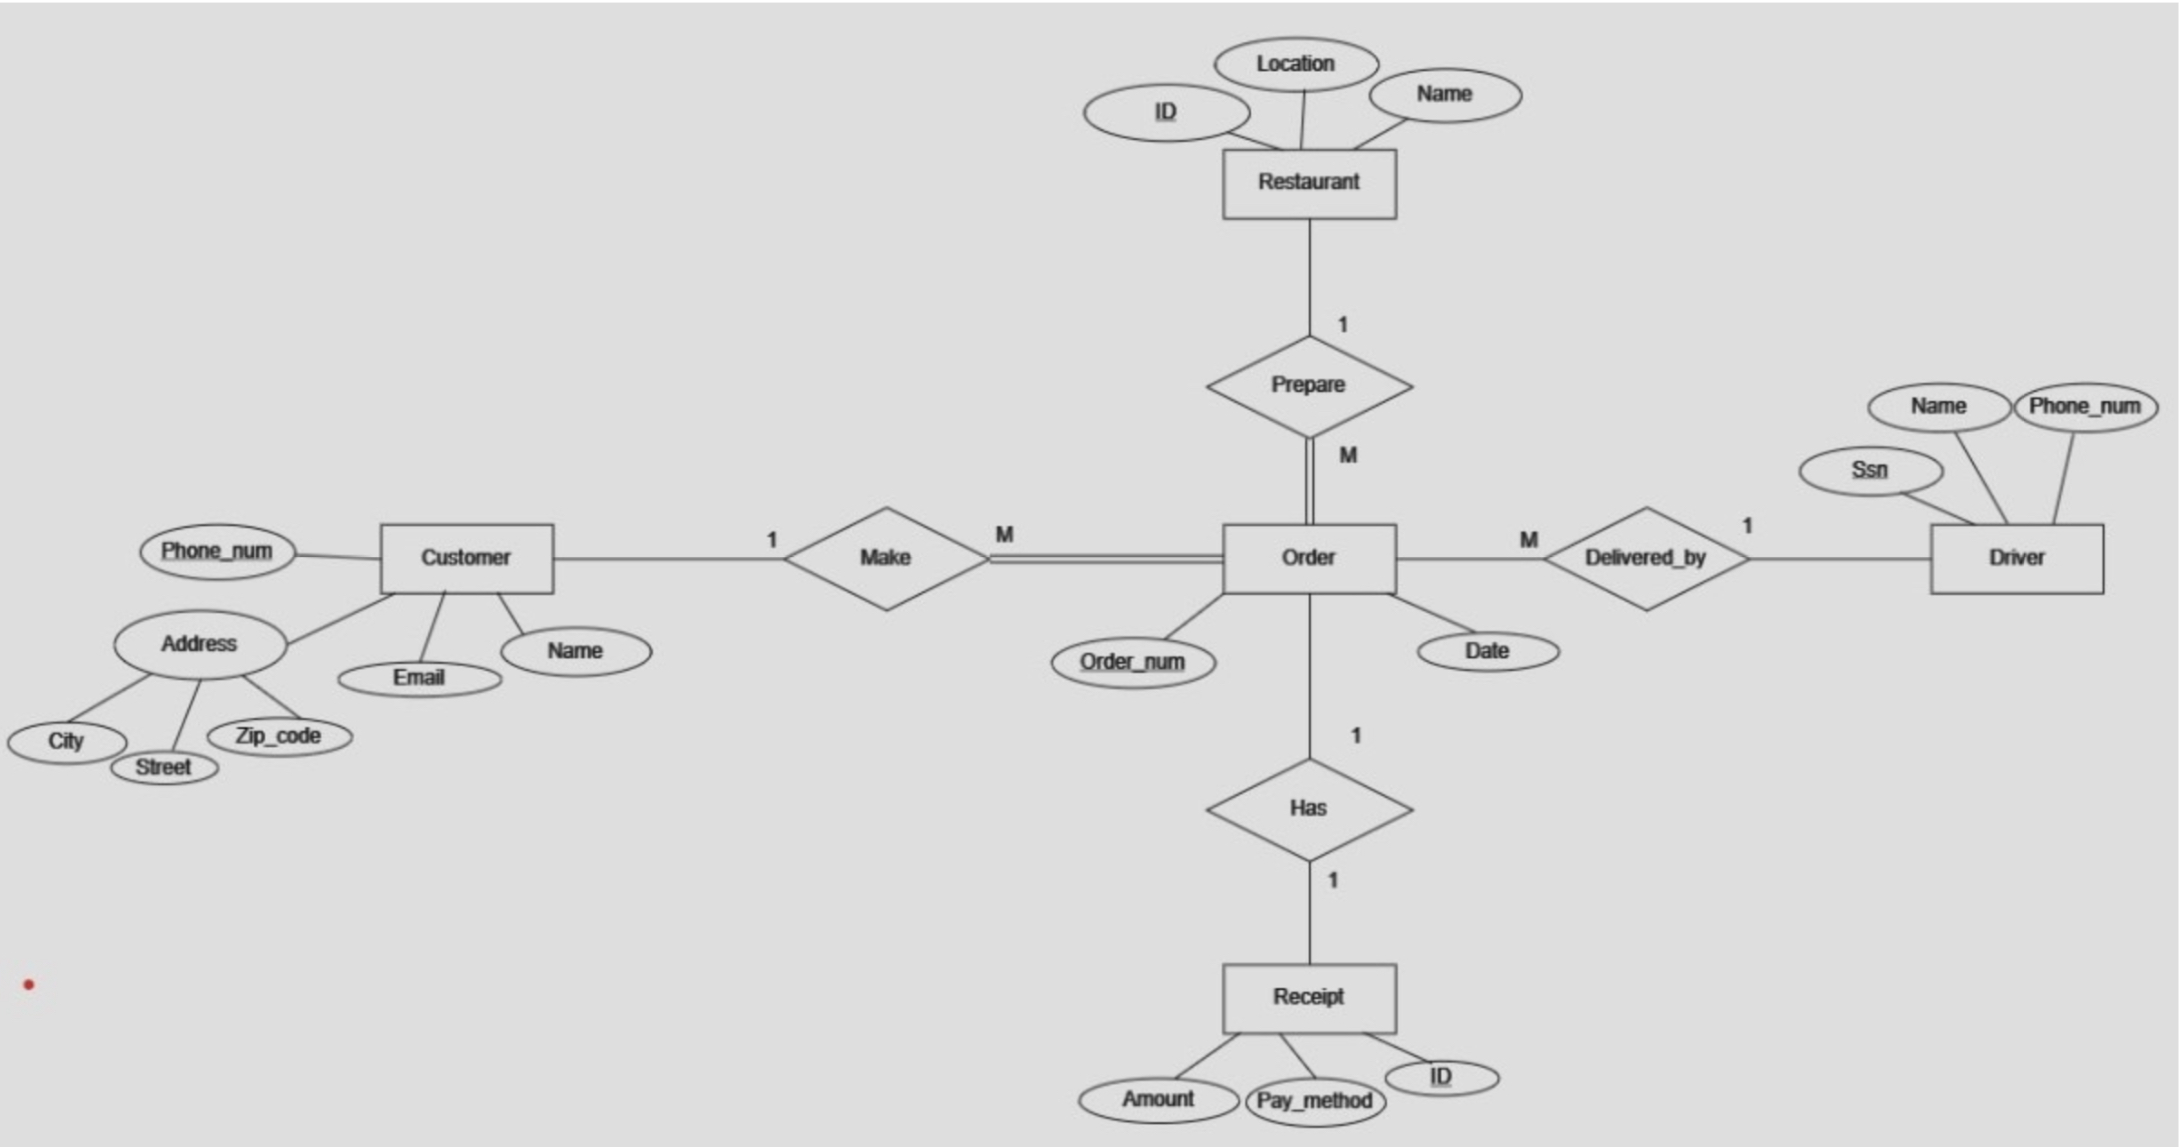 Location
Name
ID
Restaurant
1
Prepare
M
Name
Phone_num
Ssn
Phone_num
Customer
1
Make
M
Order
M
Delivered_by
1
Driver
Address
Email
Name
Order_num
Date
City
Street
Zip_code
1
Has
1
Receipt
Amount
Pay_method
ID